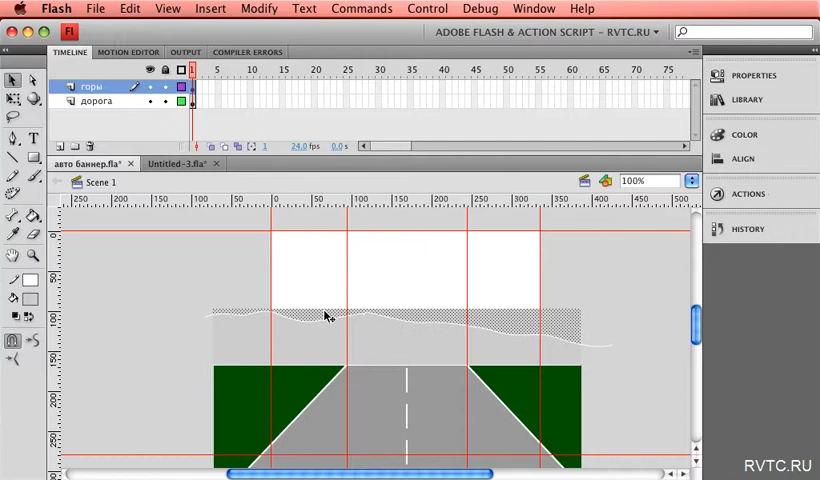 Flash File Edit View Insert Modify Text Commands Control Debug Window Help
Fl ADOBE FLASH & ACTION SCRIPT – RVTC.RU
TIMELINE MOTION EDITOR OUTPUT COMPILER ERRORS
1 5 10 15 20 25 30 35 40 45 50 55 60 65 70 75
горы
дорога
1 24.0 fps 0.0 s
авто баннер.fla* Untitled-3.fla*
Scene 1 100%
250 200 150 100 50 0 50 100 150 200 250 300 350 400 450 500
0
50
100
150
200
250
PROPERTIES
LIBRARY
COLOR
ALIGN
ACTIONS
HISTORY
RVTC.RU